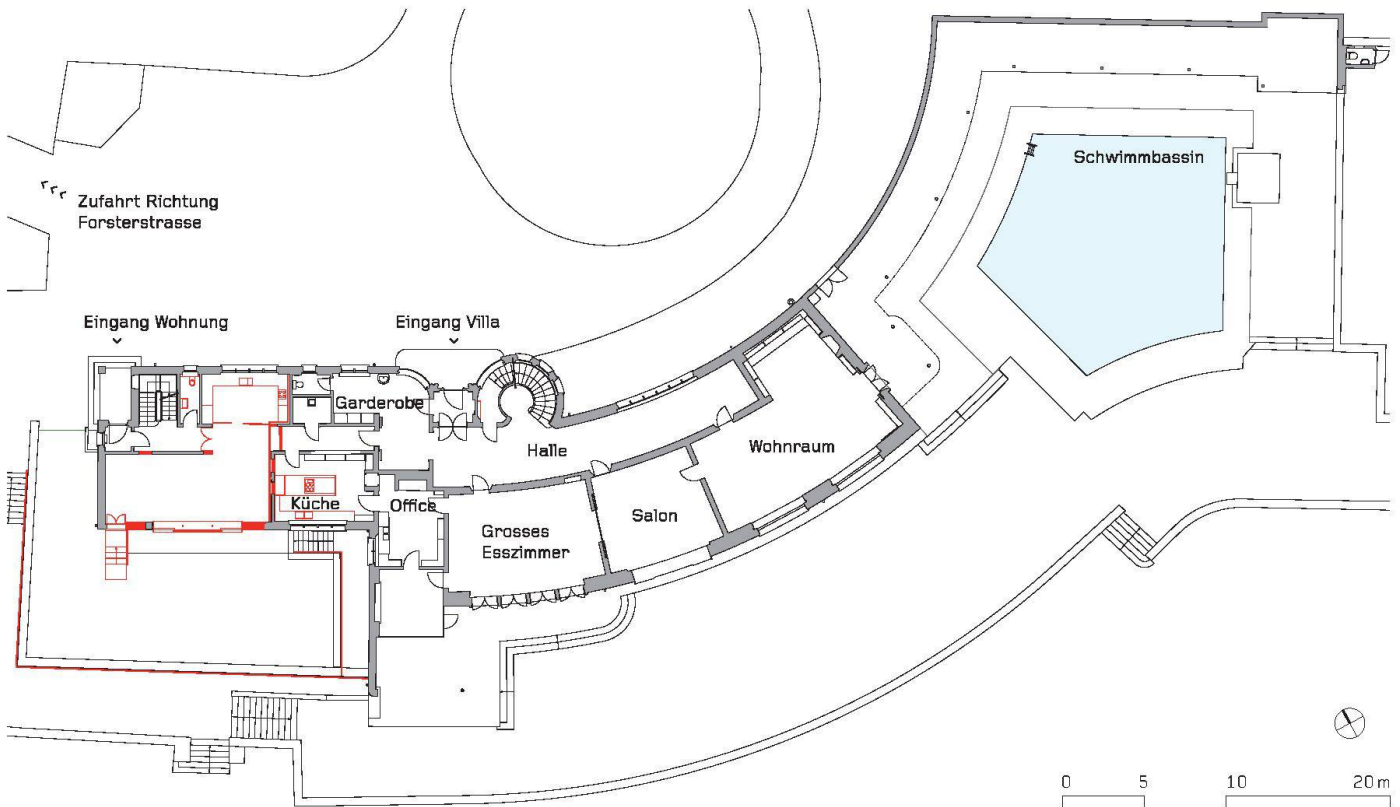 Schwimmbassin
Zufahrt Richtung
Forsterstrasse
Eingang Wohnung
Eingang Villa
Garderobe
Halle
Wohnraum
Küche
Office
Salon
Grosses
Esszimmer
0 5 10 20 m